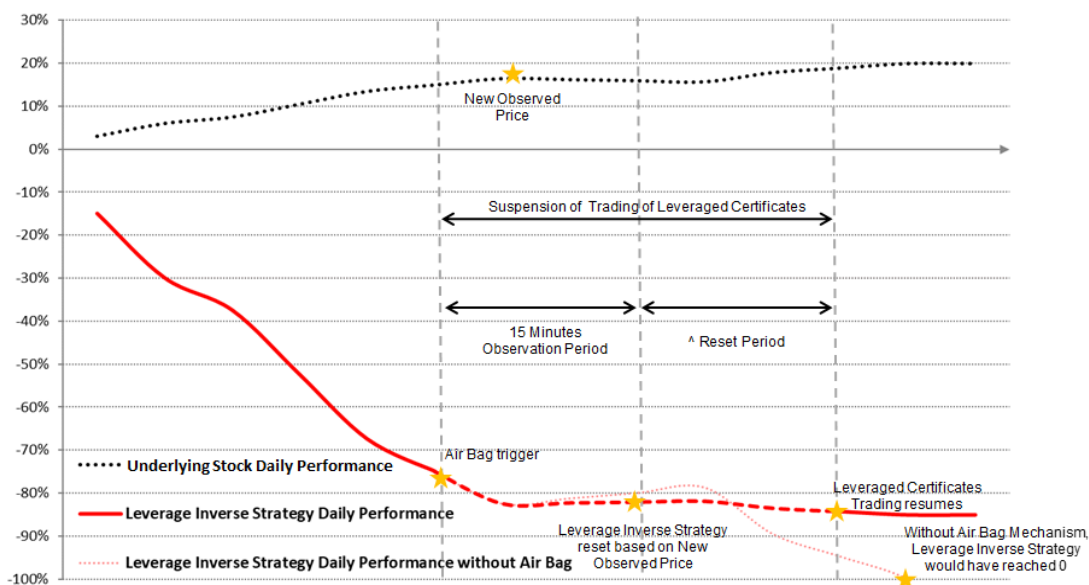 30%
20%
10%
0%
-10%
-20%
-30%
-40%
-50%
-60%
-70%
-80%
-90%
-100%
New Observed
Price
Suspension of Trading of Leveraged Certificates
15 Minutes
Observation Period
^ Reset Period
Air Bag trigger
Underlying Stock Daily Performance
Leverage Inverse Strategy Daily Performance
Leverage Inverse Strategy Daily Performance without Air Bag
Leverage Inverse Strategy
reset based on New
Observed Price
Leveraged Certificates
Trading resumes
Without Air Bag Mechanism,
Leverage Inverse Strategy
would have reached 0